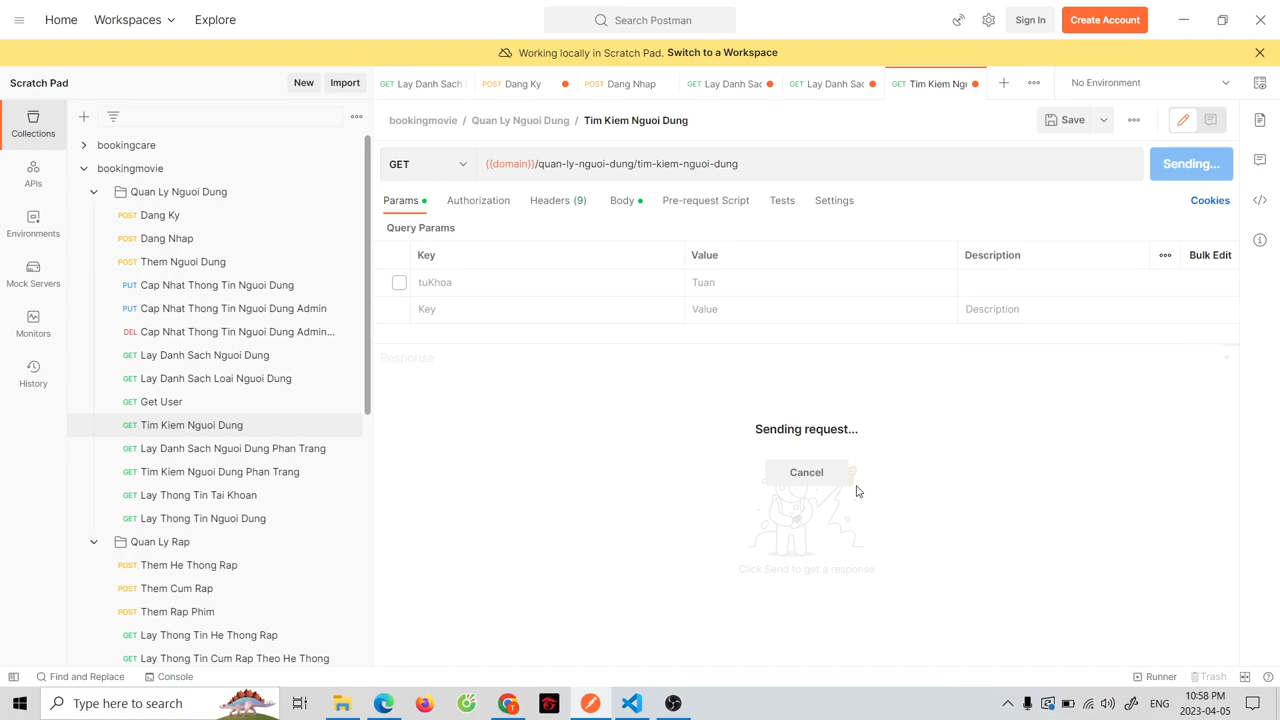 Home
Workspaces
Explore
Search Postman
Sign In
Create Account
Working locally in Scratch Pad. Switch to a Workspace
Scratch Pad
New
Import
GET Lay Danh Sach
POST Dang Ky
POST Dang Nhap
GET Lay Danh Sac
GET Lay Danh Sac
GET Tim Kiem Ngu
No Environment
Collections
APIs
Environments
Mock Servers
Monitors
History
bookingcare
bookingmovie
Quan Ly Nguoi Dung
POST Dang Ky
POST Dang Nhap
POST Them Nguoi Dung
PUT Cap Nhat Thong Tin Nguoi Dung
PUT Cap Nhat Thong Tin Nguoi Dung Admin
DEL Cap Nhat Thong Tin Nguoi Dung Admin...
GET Lay Danh Sach Nguoi Dung
GET Lay Danh Sach Loai Nguoi Dung
GET Get User
GET Tim Kiem Nguoi Dung
GET Lay Danh Sach Nguoi Dung Phan Trang
GET Tim Kiem Nguoi Dung Phan Trang
GET Lay Thong Tin Tai Khoan
GET Lay Thong Tin Nguoi Dung
Quan Ly Rap
POST Them He Thong Rap
POST Them Cum Rap
POST Them Rap Phim
GET Lay Thong Tin He Thong Rap
GET Lay Thong Tin Cum Rap Theo He Thong
bookingmovie / Quan Ly Nguoi Dung / Tim Kiem Nguoi Dung
Save
GET
{{domain}}/quan-ly-nguoi-dung/tim-kiem-nguoi-dung
Sending...
Params
Authorization
Headers (9)
Body
Pre-request Script
Tests
Settings
Cookies
Query Params
Key
Value
Description
Bulk Edit
tuKhoa
Tuan
Key
Value
Description
Response
Sending request...
Cancel
Click Send to get a response
Find and Replace
Console
Runner
Trash
Type here to search
ENG
10:58 PM
2023-04-05